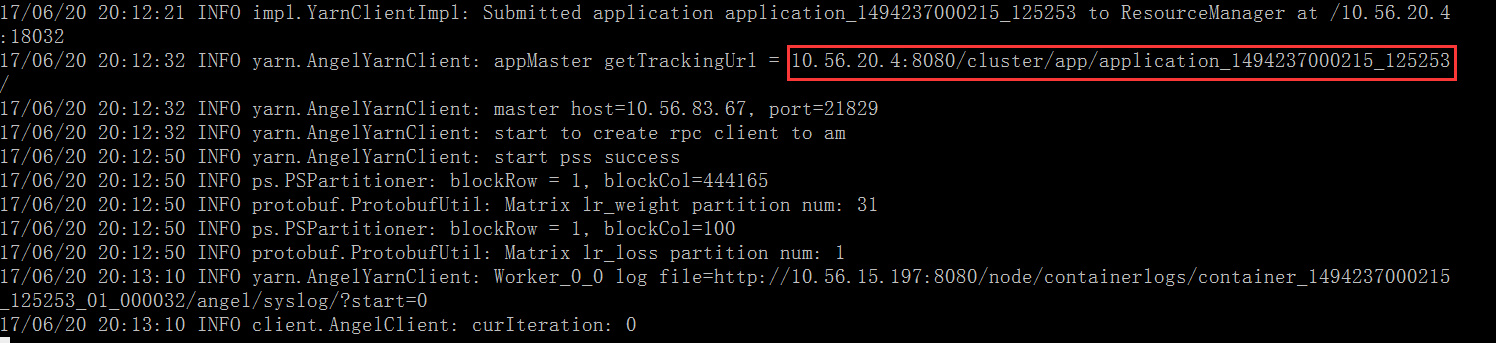 17/06/20 20:12:21 INFO impl.YarnClientImpl: Submitted application application_1494237000215_125253 to ResourceManager at /10.56.20.4
:18032
17/06/20 20:12:32 INFO yarn.AngelYarnClient: appMaster getTrackingUrl = 10.56.20.4:8080/cluster/app/application_1494237000215_125253
/
17/06/20 20:12:32 INFO yarn.AngelYarnClient: master host=10.56.83.67, port=21829
17/06/20 20:12:32 INFO yarn.AngelYarnClient: start to create rpc client to am
17/06/20 20:12:50 INFO yarn.AngelYarnClient: start pss success
17/06/20 20:12:50 INFO ps.PSPartitioner: blockRow = 1, blockCol=444165
17/06/20 20:12:50 INFO protobuf.ProtobufUtil: Matrix lr_weight partition num: 31
17/06/20 20:12:50 INFO ps.PSPartitioner: blockRow = 1, blockCol=100
17/06/20 20:12:50 INFO protobuf.ProtobufUtil: Matrix lr_loss partition num: 1
17/06/20 20:13:10 INFO yarn.AngelYarnClient: Worker_0_0 log file=http://10.56.15.197:8080/node/containerlogs/container_1494237000215
_125253_01_000032/angel/syslog/?start=0
17/06/20 20:13:10 INFO client.AngelClient: curIteration: 0